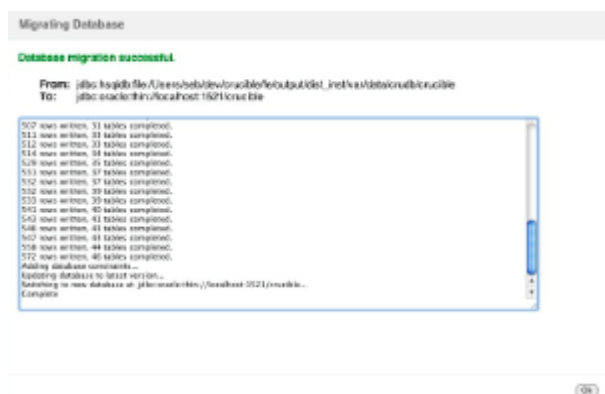 Migrating Database
Database migration successful.
From: jdbc:hsqldb:file:/Users/seb/dev/crucible/fe/output/dist_inst/var/data/crudb/crucible
To: jdbc:oracle:thin://localhost:1521/crucible
507 rows written, 31 tables completed.
511 rows written, 33 tables completed.
512 rows written, 33 tables completed.
514 rows written, 34 tables completed.
529 rows written, 35 tables completed.
531 rows written, 37 tables completed.
532 rows written, 37 tables completed.
532 rows written, 39 tables completed.
533 rows written, 39 tables completed.
541 rows written, 40 tables completed.
543 rows written, 41 tables completed.
546 rows written, 41 tables completed.
547 rows written, 43 tables completed.
558 rows written, 44 tables completed.
572 rows written, 46 tables completed.
Adding database constraints...
Updating database to latest version...
Switching to new database at jdbc:oracle:thin://localhost:1521/crucible...
Complete
Ok